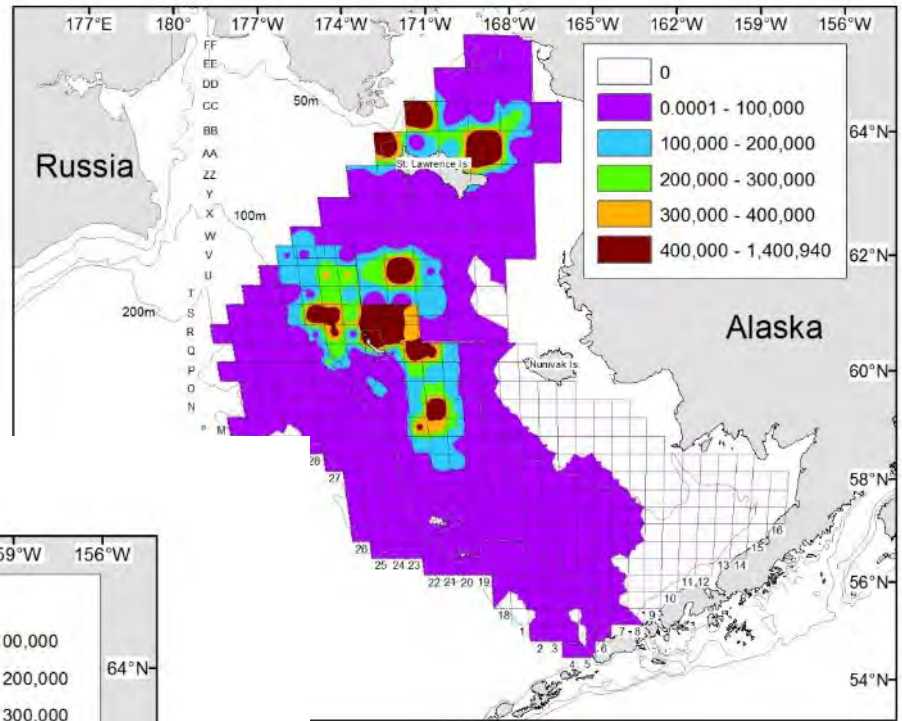 177°E 180° 177°W 174°W 171°W 168°W 165°W 162°W 159°W 156°W
FF
EE
DD
CC
BB
AA
ZZ
Y
X
W
V
U
T
S
R
Q
P
O
N
M
50m
100m
200m
Russia
St. Lawrence Is.
Nunivak Is.
Alaska
0
0.0001 - 100,000
100,000 - 200,000
200,000 - 300,000
300,000 - 400,000
400,000 - 1,400,940
64°N
62°N
60°N
58°N
56°N
54°N
28
27
26
25 24 23
22 21 20 19
18
1
2 3
4 5
6
7 8
9
10
11 12
13 14
15
16
59°W 156°W
00,000
200,000
300,000
64°N